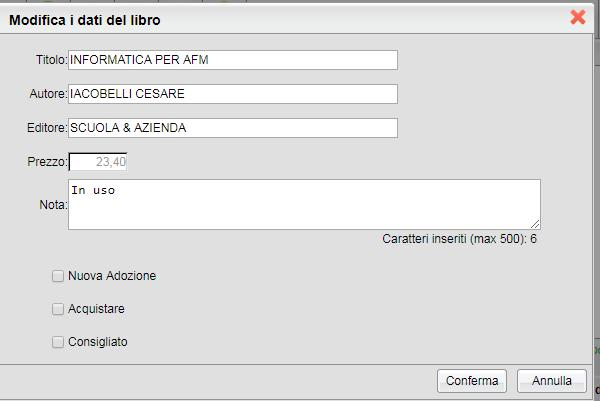 Modifica i dati del libro
Titolo: INFORMATICA PER AFM
Autore: IACOBELLI CESARE
Editore: SCUOLA & AZIENDA
Prezzo: 23,40
Nota: In uso
Caratteri inseriti (max 500): 6
Nuova Adozione
Acquistare
Consigliato
Conferma Annulla